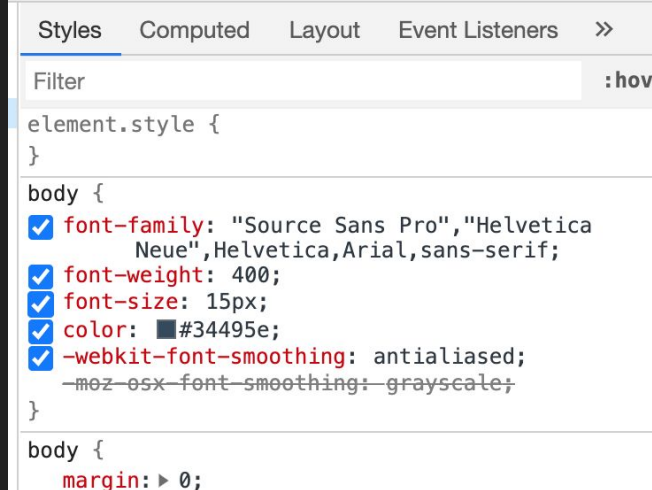 Styles Computed Layout Event Listeners »
Filter :hov
element.style {
}
body {
font-family: "Source Sans Pro","Helvetica
Neue",Helvetica,Arial,sans-serif;
font-weight: 400;
font-size: 15px;
color: #34495e;
-webkit-font-smoothing: antialiased;
-moz-osx-font-smoothing: grayscale;
}
body {
margin: 0;